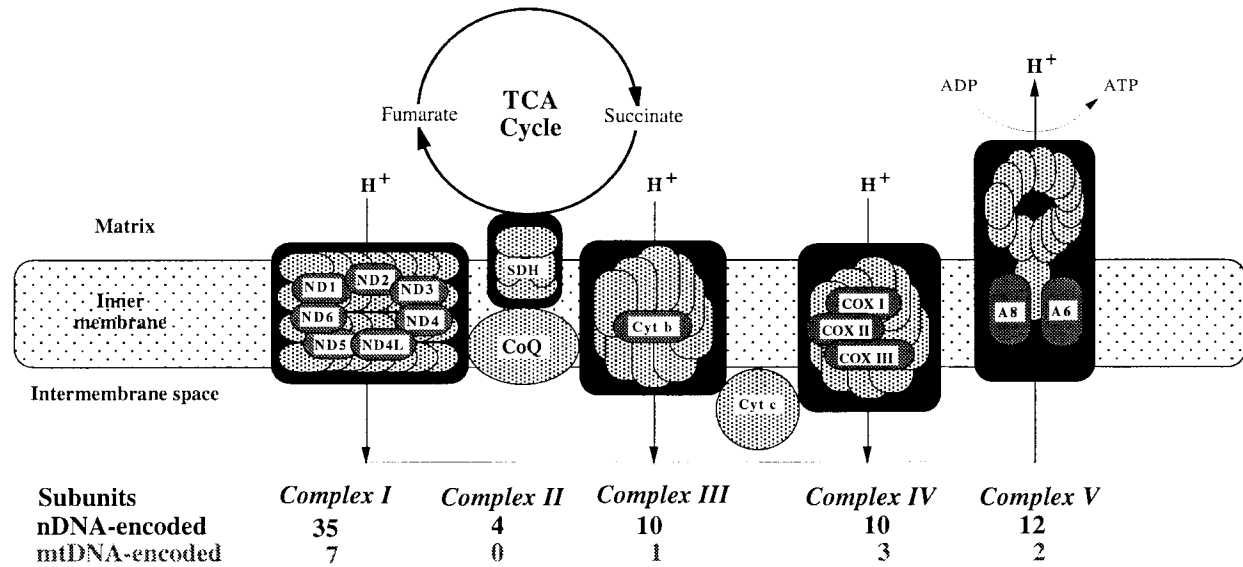 TCA
Cycle
Fumarate
Succinate
H+
ADP
ATP
H+
H+
H+
Matrix
SDH
ND1
ND2
ND3
Inner
membrane
ND6
ND4
ND5
ND4L
CoQ
Cyt b
COX I
COX II
COX III
A8
A6
Intermembrane space
Cyt c
Subunits
Complex I
Complex II
Complex III
Complex IV
Complex V
nDNA-encoded
35
4
10
10
12
mtDNA-encoded
7
0
1
3
2